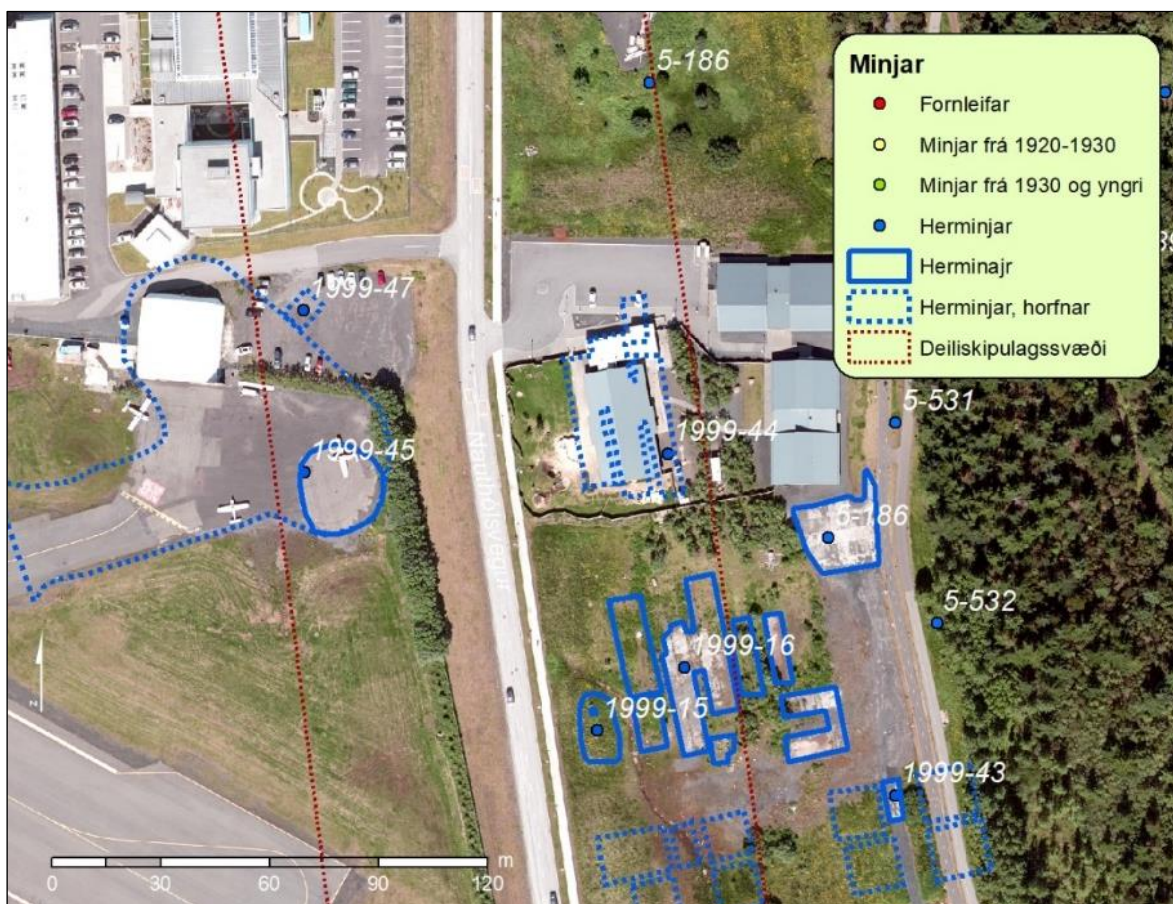 5-186
Minjar
Fornleifar
Minjar frá 1920-1930
Minjar frá 1930 og yngri
Herminjar
Herminajr
Herminjar, horfnar
Deiliskipulagssvæði
1999-47
5-531
1999-44
1999-45
Nauthólsvegur
5-186
5-532
1999-16
1999-15
1999-43
N
m
0 30 60 90 120